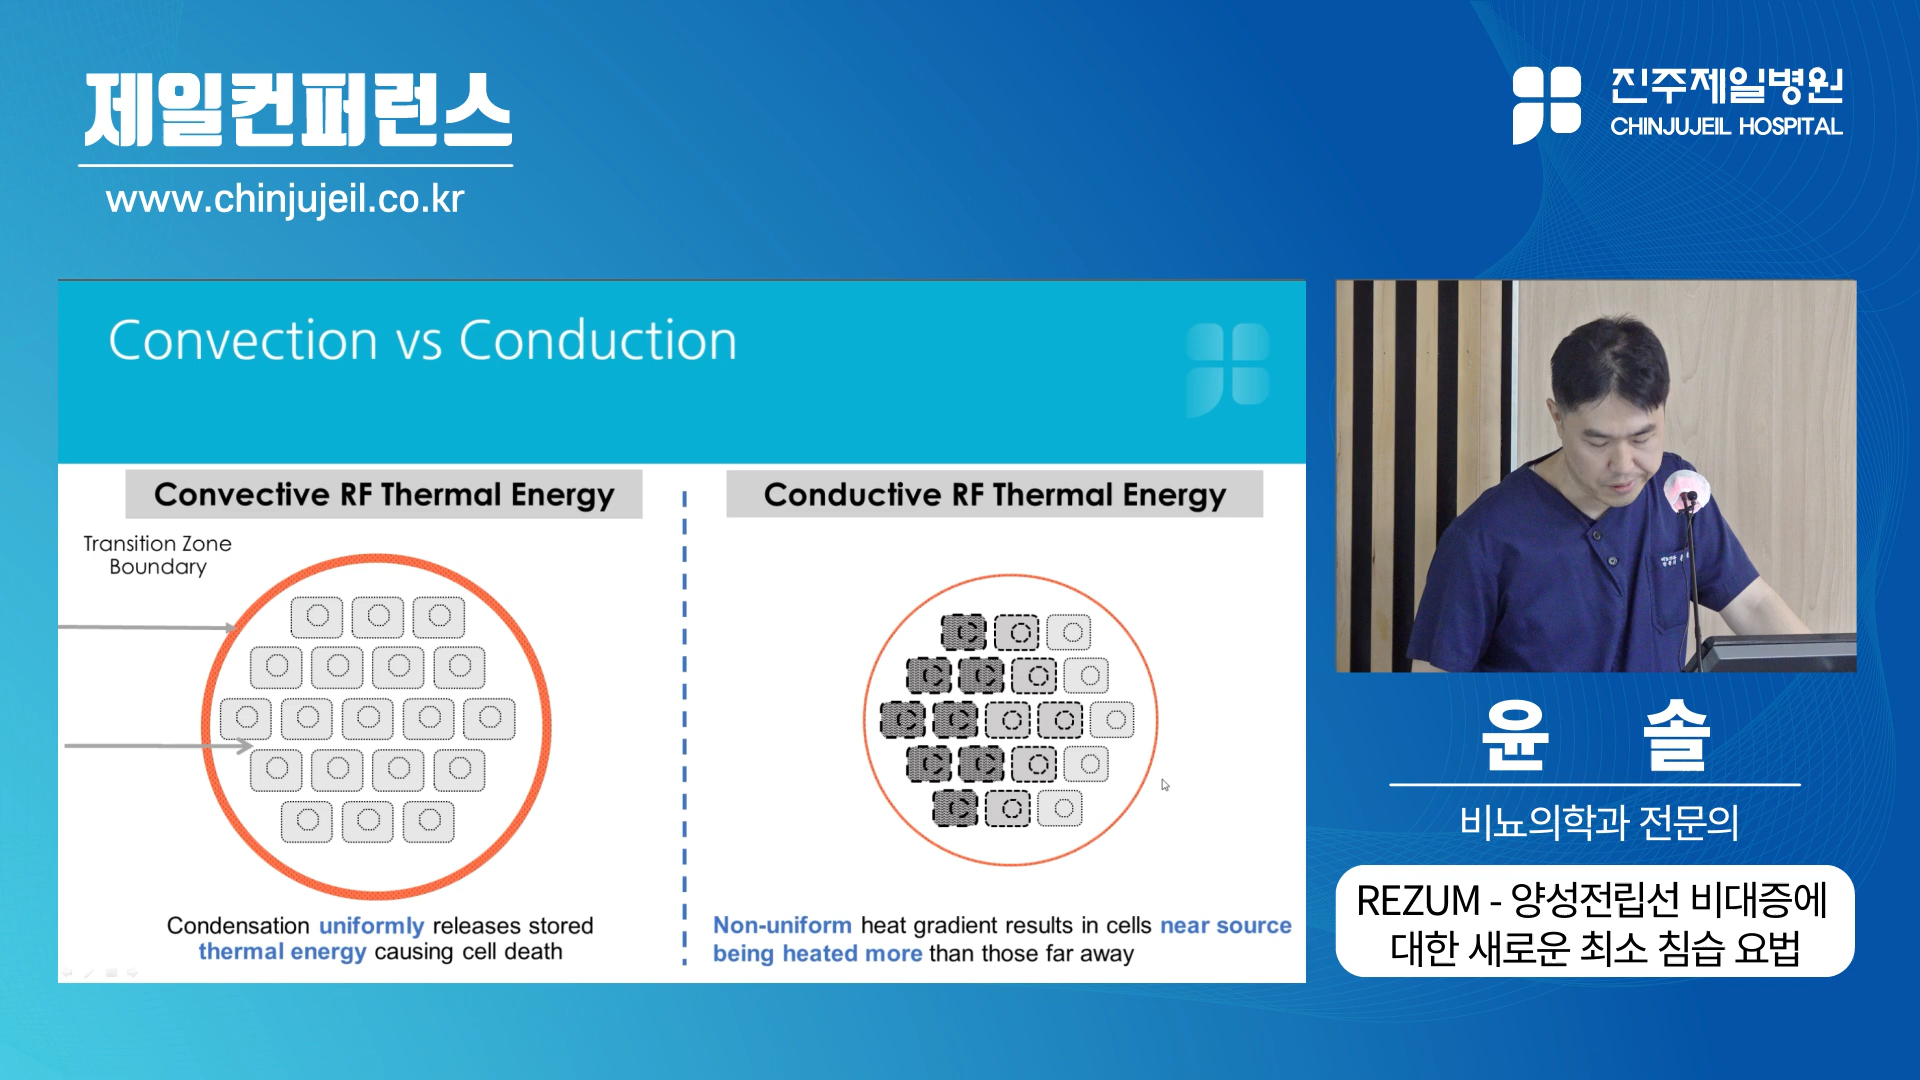 제일컨퍼런스
www.chinjujeil.co.kr
진주제일병원
CHINJUJEIL HOSPITAL
Convection vs Conduction
Convective RF Thermal Energy
Transition Zone
Boundary
Condensation uniformly releases stored
thermal energy causing cell death
Conductive RF Thermal Energy
Non-uniform heat gradient results in cells near source
being heated more than those far away
윤 솔
비뇨의학과 전문의
REZUM - 양성전립선 비대증에
대한 새로운 최소 침습 요법